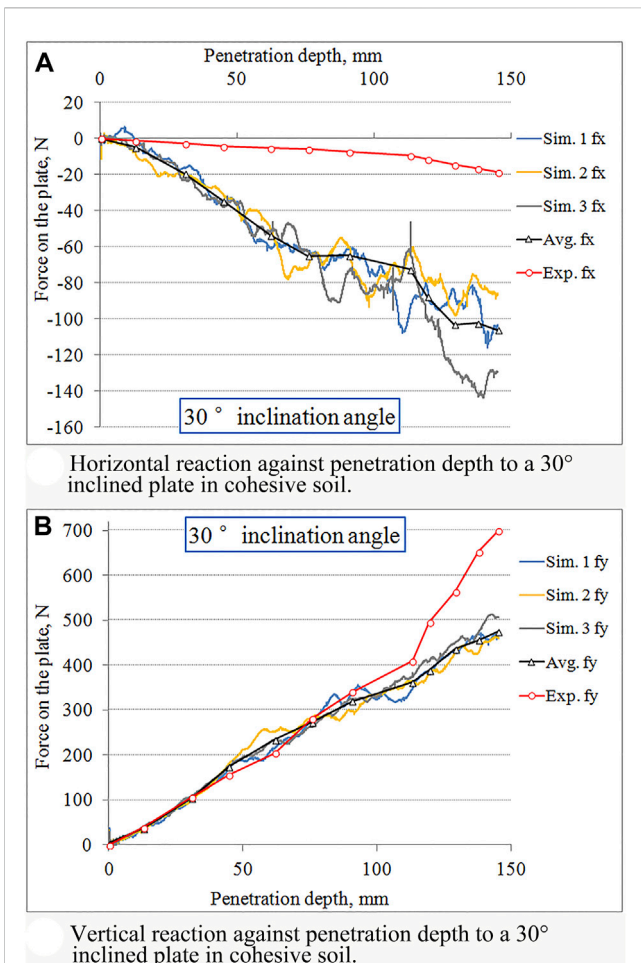 A
Penetration depth, mm
0 50 100 150
20
0
-20
-40
-60
-80
-100
-120
-140
-160
Force on the plate, N
Sim. 1 fx
Sim. 2 fx
Sim. 3 fx
Avg. fx
Exp. fx
30 ° inclination angle
Horizontal reaction against penetration depth to a 30°
inclined plate in cohesive soil.
B
30 ° inclination angle
700
600
500
400
300
200
100
0
Force on the plate, N
Sim. 1 fy
Sim. 2 fy
Sim. 3 fy
Avg. fy
Exp. fy
0 50 100 150
Penetration depth, mm
Vertical reaction against penetration depth to a 30°
inclined plate in cohesive soil.